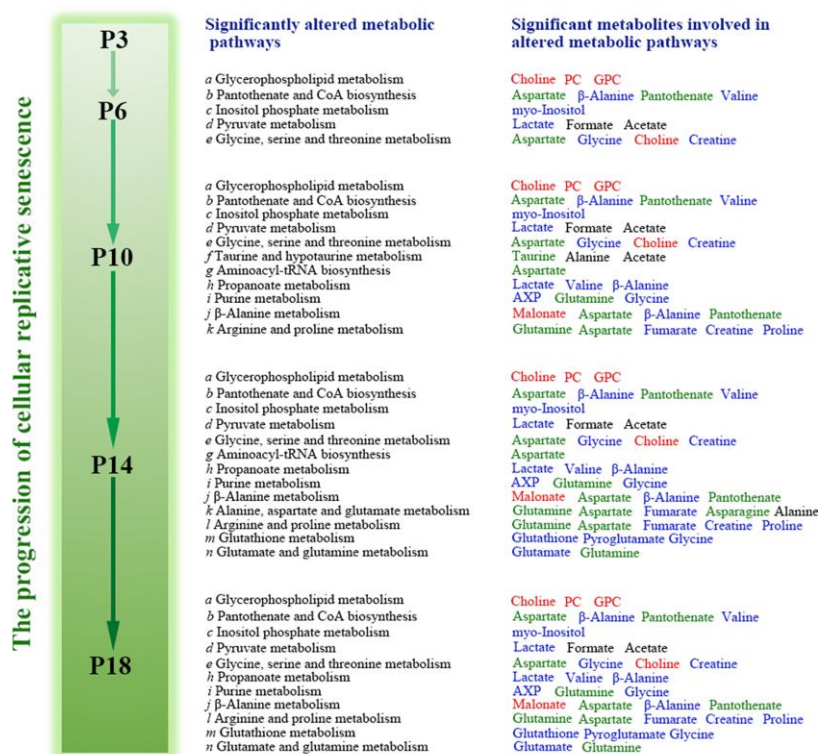 The progression of cellular replicative senescence
P3
P6
P10
P14
P18
Significantly altered metabolic pathways
Significant metabolites involved in altered metabolic pathways
a Glycerophospholipid metabolism Choline PC GPC
b Pantothenate and CoA biosynthesis Aspartate β-Alanine Pantothenate Valine
c Inositol phosphate metabolism myo-Inositol
d Pyruvate metabolism Lactate Formate Acetate
e Glycine, serine and threonine metabolism Aspartate Glycine Choline Creatine
a Glycerophospholipid metabolism Choline PC GPC
b Pantothenate and CoA biosynthesis Aspartate β-Alanine Pantothenate Valine
c Inositol phosphate metabolism myo-Inositol
d Pyruvate metabolism Lactate Formate Acetate
e Glycine, serine and threonine metabolism Aspartate Glycine Choline Creatine
f Taurine and hypotaurine metabolism Taurine Alanine Acetate
g Aminoacyl-tRNA biosynthesis Aspartate
h Propanoate metabolism Lactate Valine β-Alanine
i Purine metabolism AXP Glutamine Glycine
j β-Alanine metabolism Malonate Aspartate β-Alanine Pantothenate
k Arginine and proline metabolism Glutamine Aspartate Fumarate Creatine Proline
a Glycerophospholipid metabolism Choline PC GPC
b Pantothenate and CoA biosynthesis Aspartate β-Alanine Pantothenate Valine
c Inositol phosphate metabolism myo-Inositol
d Pyruvate metabolism Lactate Formate Acetate
e Glycine, serine and threonine metabolism Aspartate Glycine Choline Creatine
g Aminoacyl-tRNA biosynthesis Aspartate
h Propanoate metabolism Lactate Valine β-Alanine
i Purine metabolism AXP Glutamine Glycine
j β-Alanine metabolism Malonate Aspartate β-Alanine Pantothenate
k Alanine, aspartate and glutamate metabolism Glutamine Aspartate Fumarate Asparagine Alanine
l Arginine and proline metabolism Glutamine Aspartate Fumarate Creatine Proline
m Glutathione metabolism Glutathione Pyroglutamate Glycine
n Glutamate and glutamine metabolism Glutamate Glutamine
a Glycerophospholipid metabolism Choline PC GPC
b Pantothenate and CoA biosynthesis Aspartate β-Alanine Pantothenate Valine
c Inositol phosphate metabolism myo-Inositol
d Pyruvate metabolism Lactate Formate Acetate
e Glycine, serine and threonine metabolism Aspartate Glycine Choline Creatine
h Propanoate metabolism Lactate Valine β-Alanine
i Purine metabolism AXP Glutamine Glycine
j β-Alanine metabolism Malonate Aspartate β-Alanine Pantothenate
l Arginine and proline metabolism Glutamine Aspartate Fumarate Creatine Proline
m Glutathione metabolism Glutathione Pyroglutamate Glycine
n Glutamate and glutamine metabolism Glutamate Glutamine